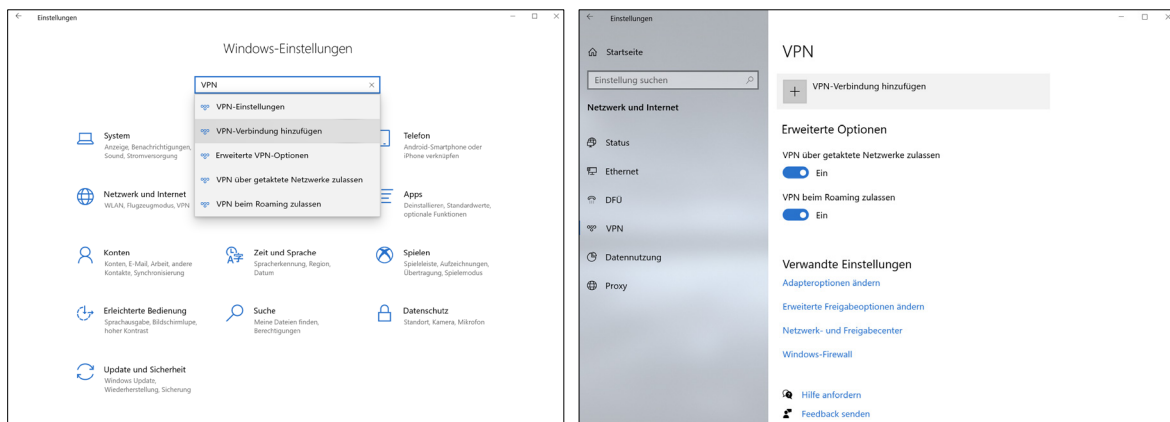 Einstellungen
Windows-Einstellungen
VPN
VPN-Einstellungen
VPN-Verbindung hinzufügen
Erweiterte VPN-Optionen
VPN über getaktete Netzwerke zulassen
VPN beim Roaming zulassen
System
Anzeige, Benachrichtigungen,
Sound, Stromversorgung
Telefon
Android-Smartphone oder
iPhone verknüpfen
Netzwerk und Internet
WLAN, Flugzeugmodus, VPN
Apps
Deinstallieren, Standardwerte,
optionale Funktionen
Konten
Konten, E-Mail, Arbeit, andere
Kontakte, Synchronisierung
Zeit und Sprache
Spracherkennung, Region,
Datum
Spielen
Spieleleiste, Aufzeichnungen,
Übertragung, Spielemodus
Erleichterte Bedienung
Sprachausgabe, Bildschirmlupe,
hoher Kontrast
Suche
Meine Dateien finden,
Berechtigungen
Datenschutz
Standort, Kamera, Mikrofon
Update und Sicherheit
Windows Update,
Wiederherstellung, Sicherung
Einstellungen
Startseite
Einstellung suchen
Netzwerk und Internet
Status
Ethernet
DFÜ
VPN
Datennutzung
Proxy
VPN
VPN-Verbindung hinzufügen
Erweiterte Optionen
VPN über getaktete Netzwerke zulassen
Ein
VPN beim Roaming zulassen
Ein
Verwandte Einstellungen
Adapteroptionen ändern
Erweiterte Freigabeoptionen ändern
Netzwerk- und Freigabecenter
Windows-Firewall
Hilfe anfordern
Feedback senden